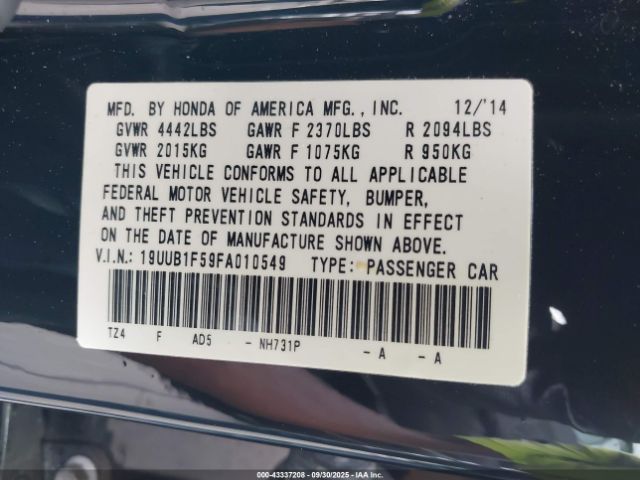 MFD. BY HONDA OF AMERICA MFG., INC. 12/'14
GVWR 4442LBS GAWR F 2370LBS R 2094LBS
GVWR 2015KG GAWR F 1075KG R 950KG
THIS VEHICLE CONFORMS TO ALL APPLICABLE
FEDERAL MOTOR VEHICLE SAFETY, BUMPER,
AND THEFT PREVENTION STANDARDS IN EFFECT
ON THE DATE OF MANUFACTURE SHOWN ABOVE.
V.I.N.: 19UUB1F59FA010549 TYPE: PASSENGER CAR
TZ4 F AD5 - NH731P - A - A
000-43337208 - 09/30/2025 - IAA Inc.